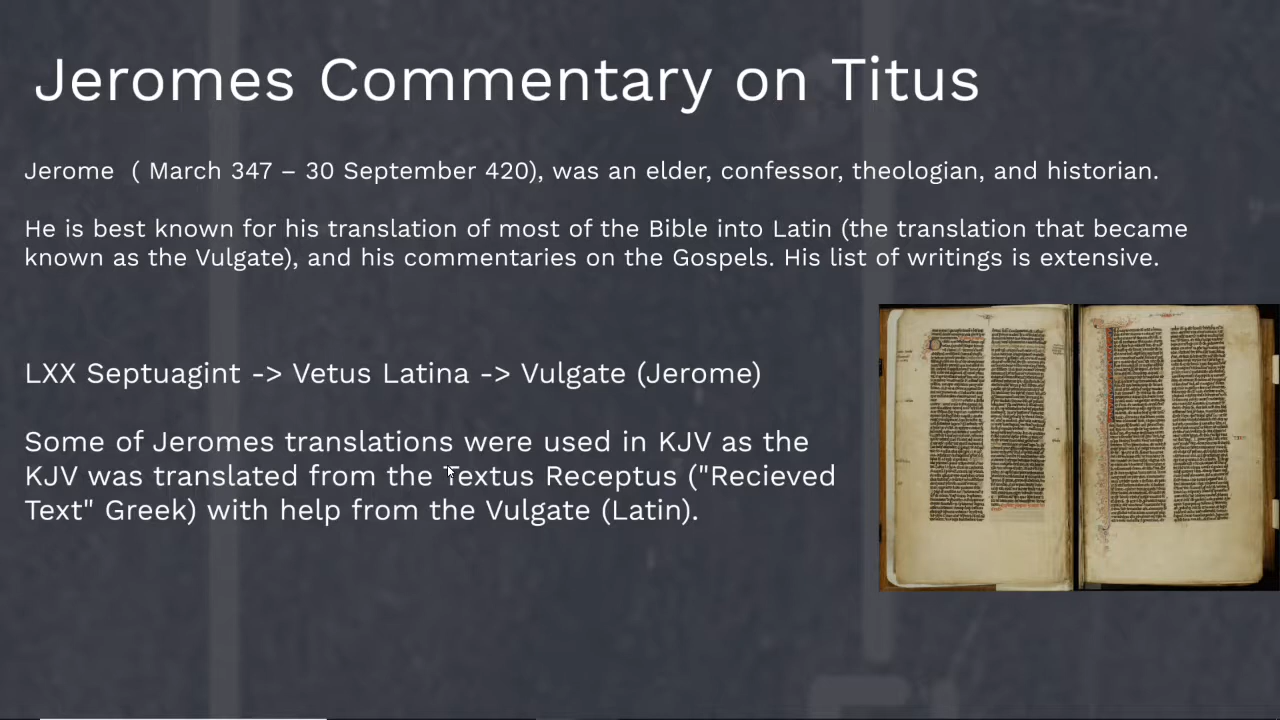 Jeromes Commentary on Titus
Jerome  ( March 347 – 30 September 420), was an elder, confessor, theologian, and historian.
He is best known for his translation of most of the Bible into Latin (the translation that became
known as the Vulgate), and his commentaries on the Gospels. His list of writings is extensive.
LXX Septuagint -> Vetus Latina -> Vulgate (Jerome)
Some of Jeromes translations were used in KJV as the
KJV was translated from the Textus Receptus ("Recieved
Text" Greek) with help from the Vulgate (Latin).